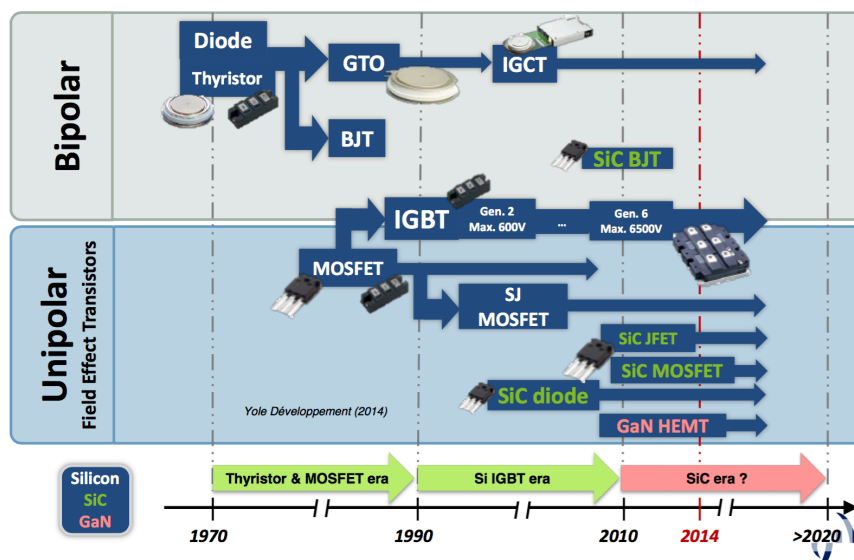 Bipolar
Diode
Thyristor
GTO
IGCT
BJT
SiC BJT
IGBT
Gen. 2
Max. 600V
...
Gen. 6
Max. 6500V
Unipolar
Field Effect Transistors
MOSFET
SJ
MOSFET
SiC JFET
SiC MOSFET
SiC diode
GaN HEMT
Yole Développement (2014)
Silicon
SiC
GaN
Thyristor & MOSFET era
Si IGBT era
SiC era ?
1970
1990
2010
2014
>2020